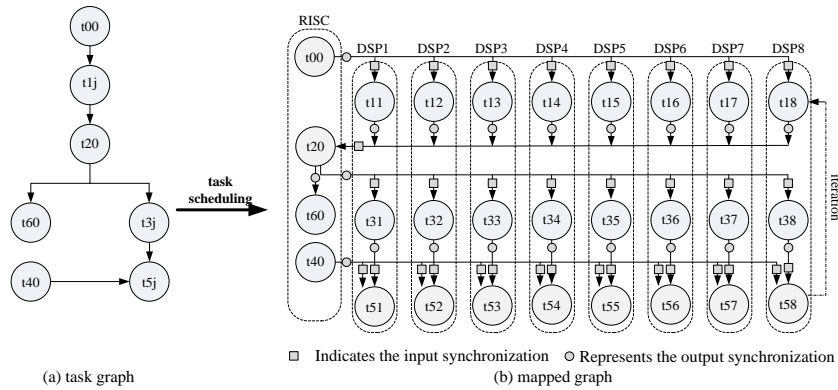 t00
t1j
t20
t60
t3j
t40
t5j
task
scheduling
(a) task graph
RISC
DSP1 DSP2 DSP3 DSP4 DSP5 DSP6 DSP7 DSP8
t00
t11 t12 t13 t14 t15 t16 t17 t18
t20
iteration
t60
t31 t32 t33 t34 t35 t36 t37 t38
t40
t51 t52 t53 t54 t55 t56 t57 t58
Indicates the input synchronization
Represents the output synchronization
(b) mapped graph